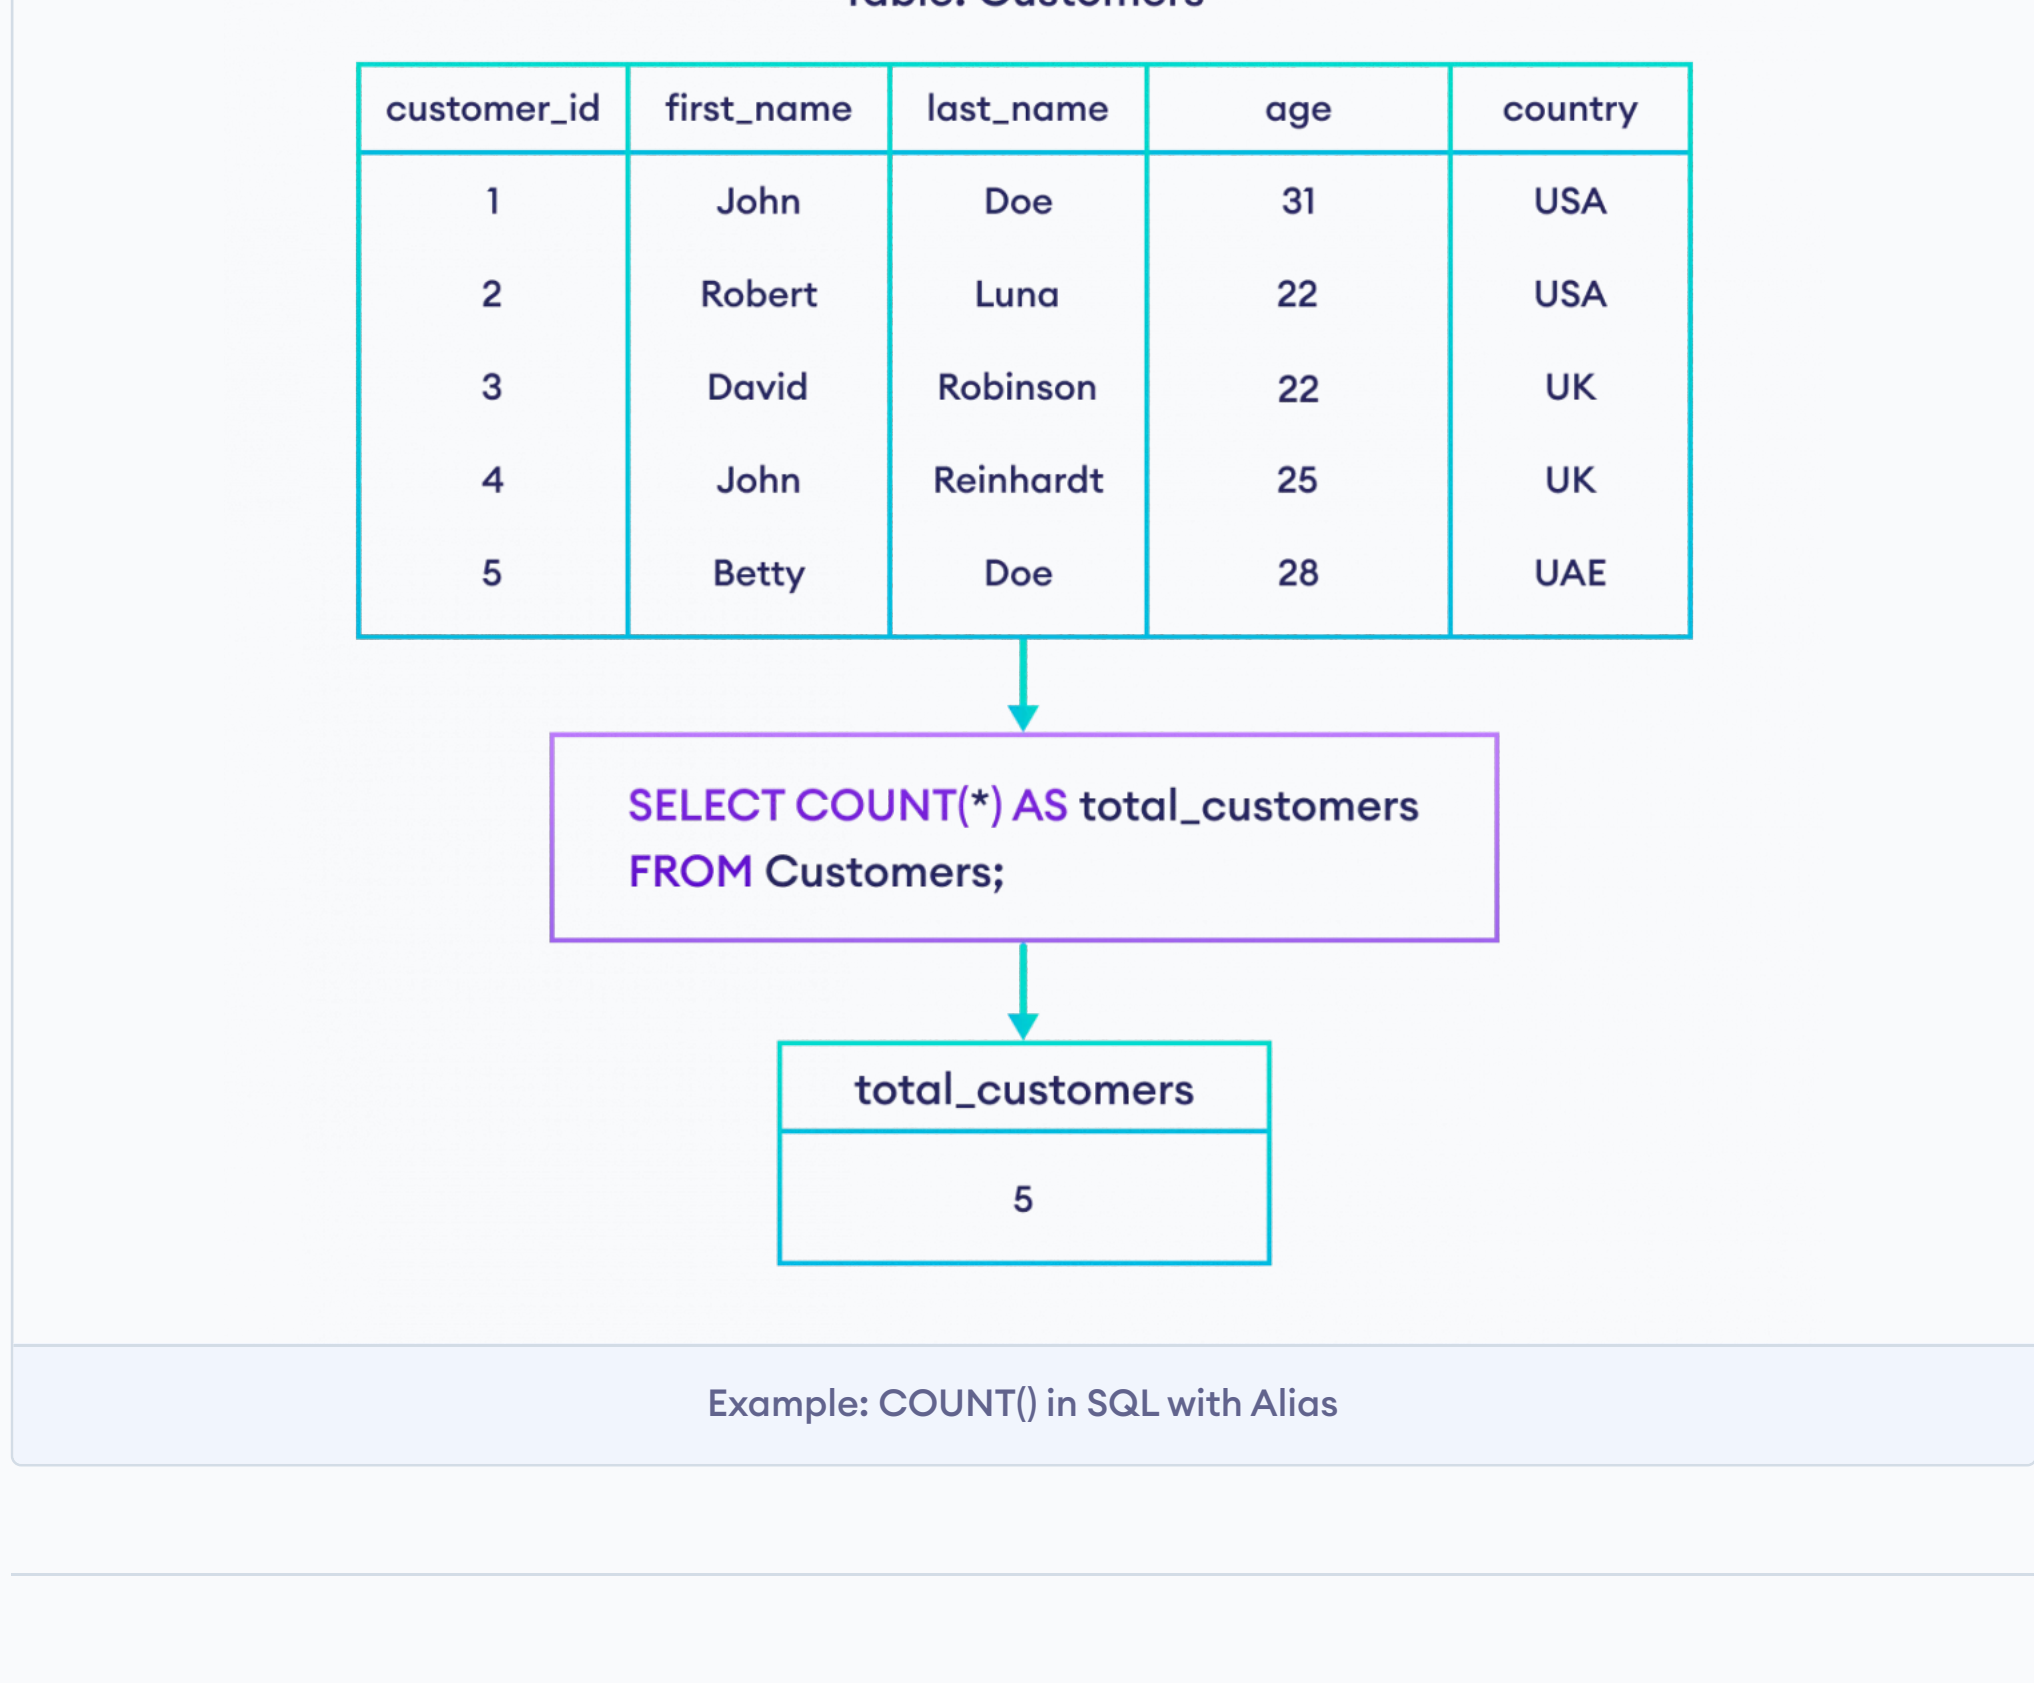 Table: Customers
customer_id first_name last_name age country
1 John Doe 31 USA
2 Robert Luna 22 USA
3 David Robinson 22 UK
4 John Reinhardt 25 UK
5 Betty Doe 28 UAE
SELECT COUNT(*) AS total_customers
FROM Customers;
total_customers
5
Example: COUNT() in SQL with Alias